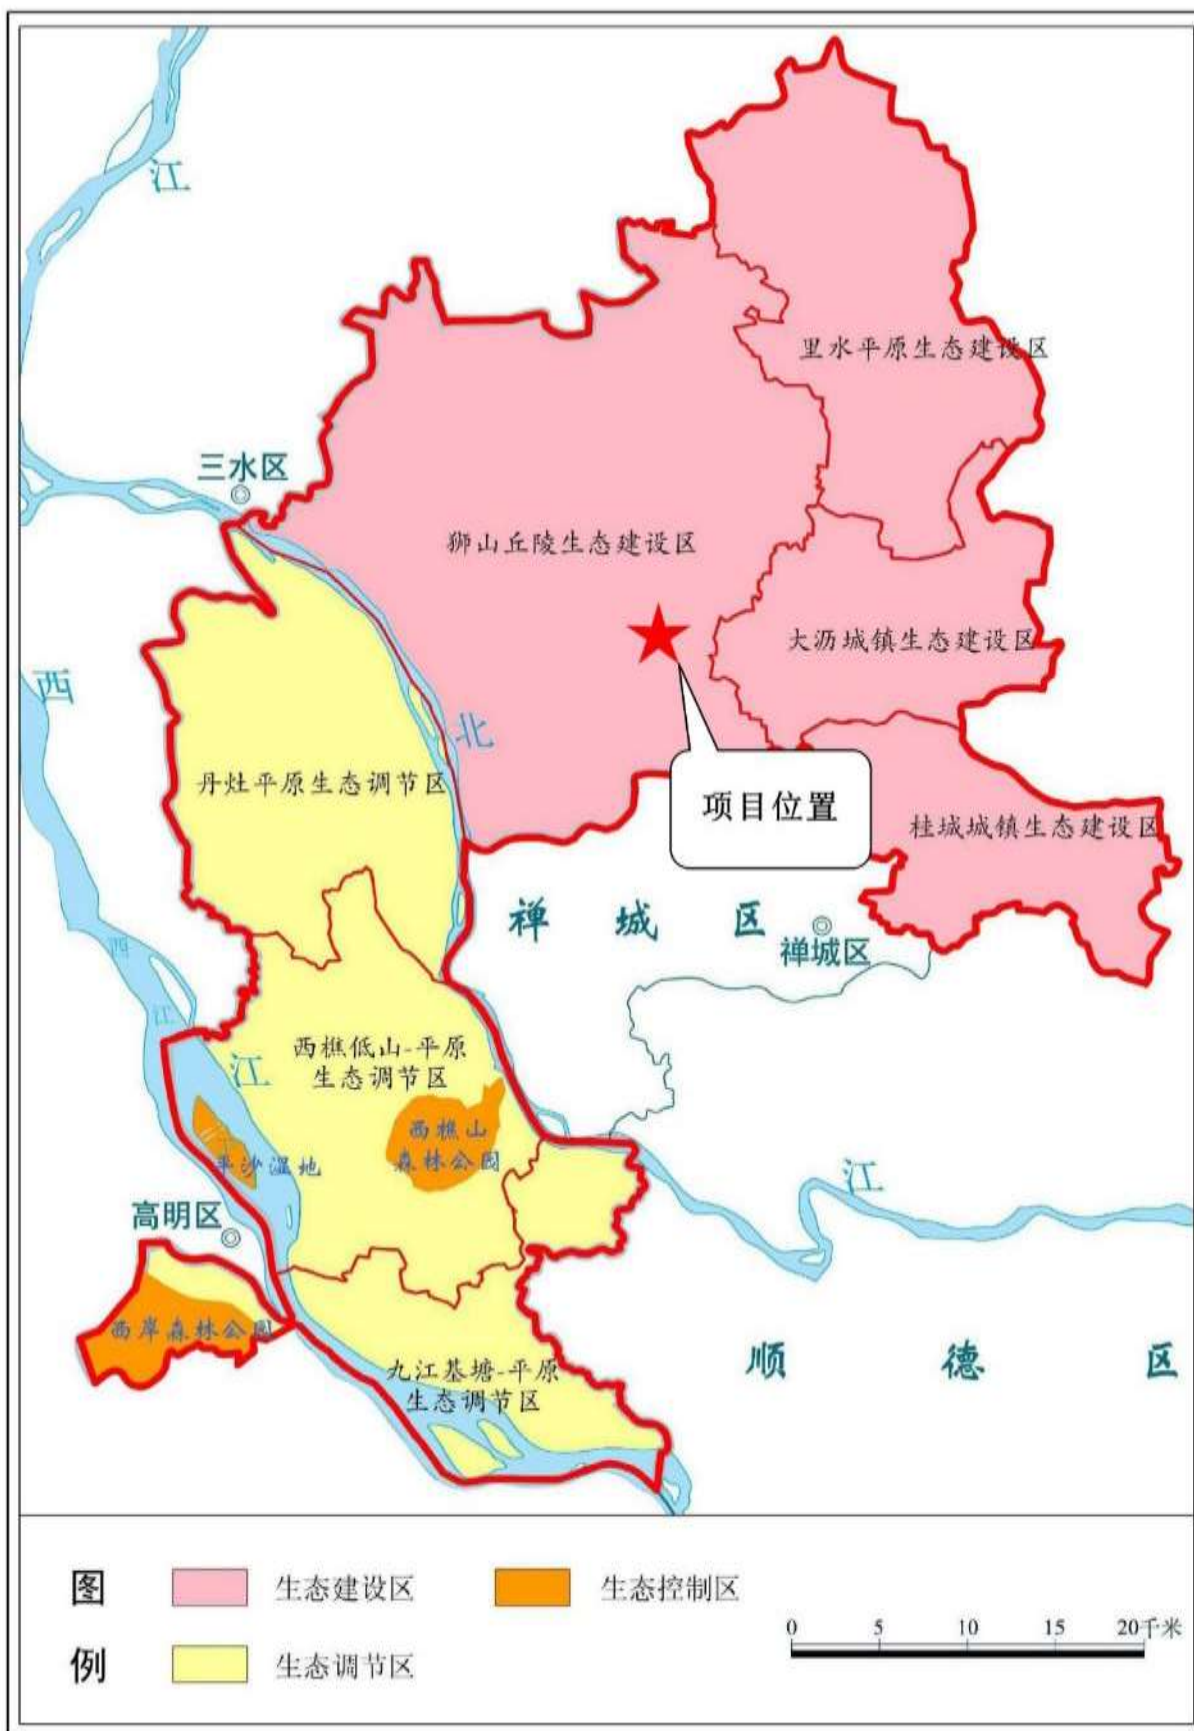 江
里水平原生态建设区
三水区
狮山丘陵生态建设区
大沥城镇生态建设区
西
北
丹灶平原生态调节区
项目位置
桂城城镇生态建设区
禅城区
禅城区
西
江
西樵低山-平原
生态调节区
江
西樵山
森林公园
平沙湿地
江
高明区
西岸森林公园
九江基塘-平原
生态调节区
顺德区
图
例
生态建设区
生态控制区
生态调节区
0 5 10 15 20千米